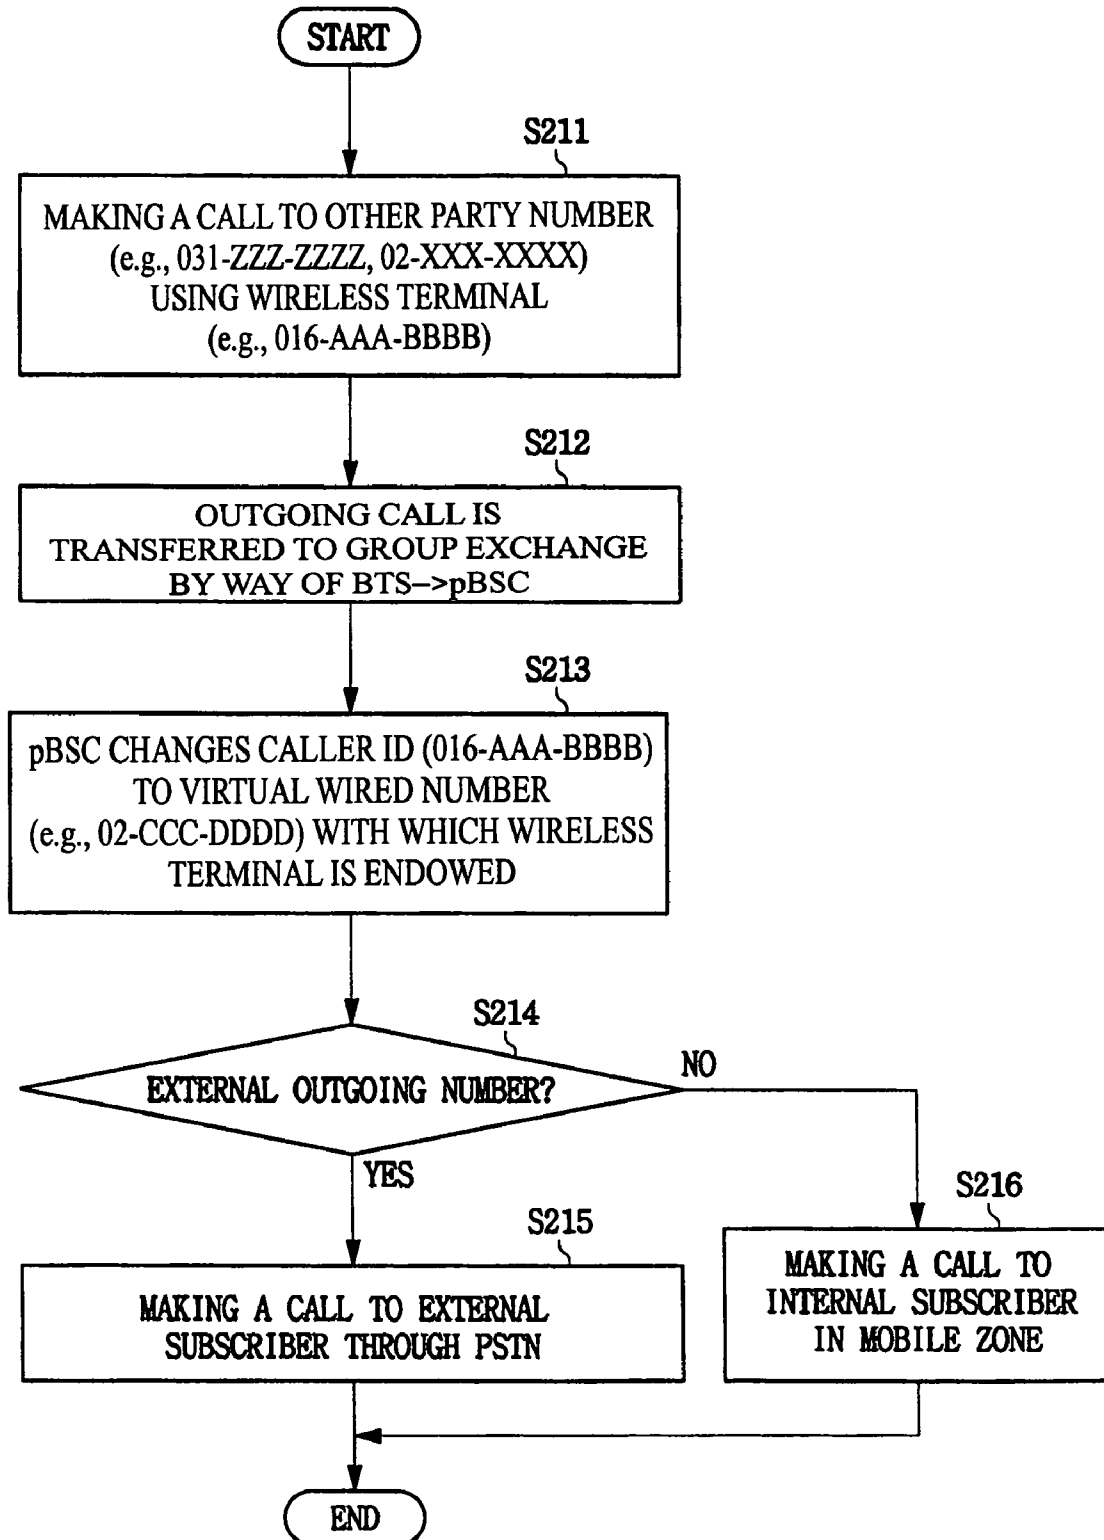 START
S211
MAKING A CALL TO OTHER PARTY NUMBER
(e.g., 031-ZZZ-ZZZZ, 02-XXX-XXXX)
USING WIRELESS TERMINAL
(e.g., 016-AAA-BBBB)
S212
OUTGOING CALL IS
TRANSFERRED TO GROUP EXCHANGE
BY WAY OF BTS–>pBSC
S213
pBSC CHANGES CALLER ID (016-AAA-BBBB)
TO VIRTUAL WIRED NUMBER
(e.g., 02-CCC-DDDD) WITH WHICH WIRELESS
TERMINAL IS ENDOWED
S214
EXTERNAL OUTGOING NUMBER?
NO
YES
S215
MAKING A CALL TO EXTERNAL
SUBSCRIBER THROUGH PSTN
S216
MAKING A CALL TO
INTERNAL SUBSCRIBER
IN MOBILE ZONE
END